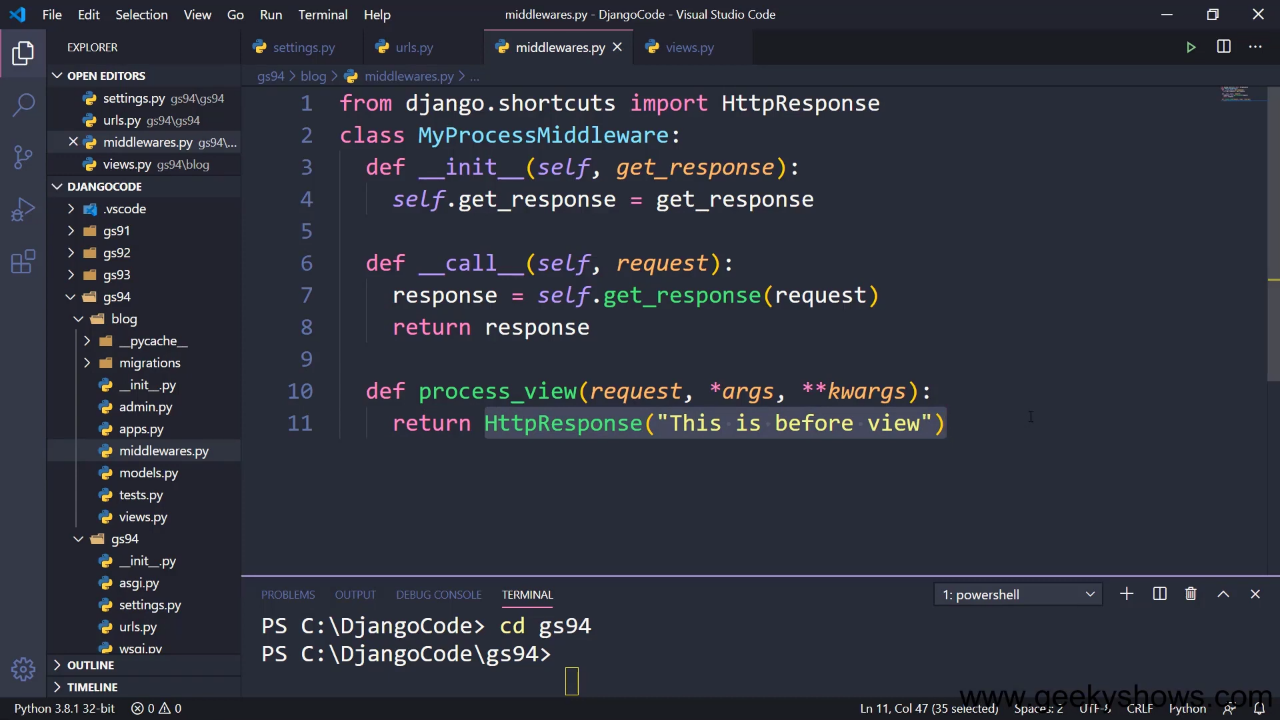 File Edit Selection View Go Run Terminal Help
middlewares.py - DjangoCode - Visual Studio Code
EXPLORER
OPEN EDITORS
settings.py gs94\gs94
urls.py gs94\gs94
middlewares.py gs94\...
views.py gs94\blog
DJANGOCODE
.vscode
gs91
gs92
gs93
gs94
blog
__pycache__
migrations
__init__.py
admin.py
apps.py
middlewares.py
models.py
tests.py
views.py
gs94
__init__.py
asgi.py
settings.py
urls.py
wsgi.py
OUTLINE
TIMELINE
settings.py urls.py middlewares.py views.py
gs94 > blog > middlewares.py > ...
1 from django.shortcuts import HttpResponse
2 class MyProcessMiddleware:
3 def __init__(self, get_response):
4 self.get_response = get_response
5
6 def __call__(self, request):
7 response = self.get_response(request)
8 return response
9
10 def process_view(request, *args, **kwargs):
11 return HttpResponse("This is before view")
PROBLEMS OUTPUT DEBUG CONSOLE TERMINAL 1: powershell
PS C:\DjangoCode> cd gs94
PS C:\DjangoCode\gs94>
www.geekyshows.com
Python 3.8.1 32-bit 0 0 Ln 11, Col 47 (35 selected) Spaces: 2 UTF-8 CRLF Python